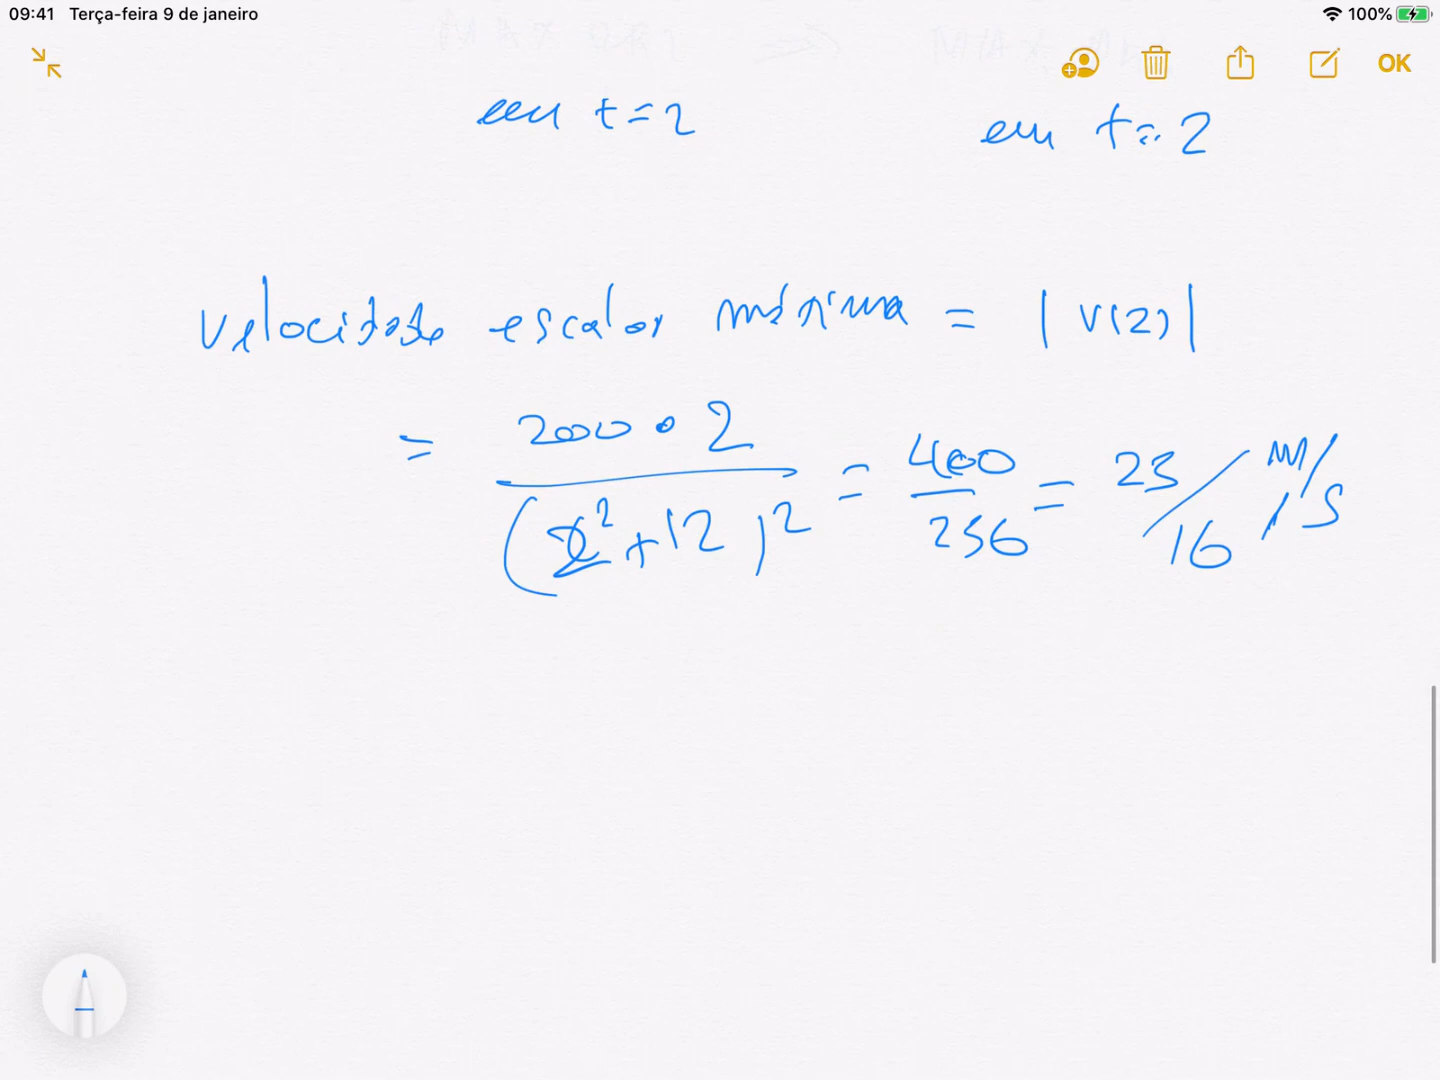 09:41 Terça-feira 9 de janeiro 100%
OK
em t=2 em t=2
velocidade escalar máxima = |v(2)|
= 200·2 / (2²+12)² = 400/256 = 25/16 m/s